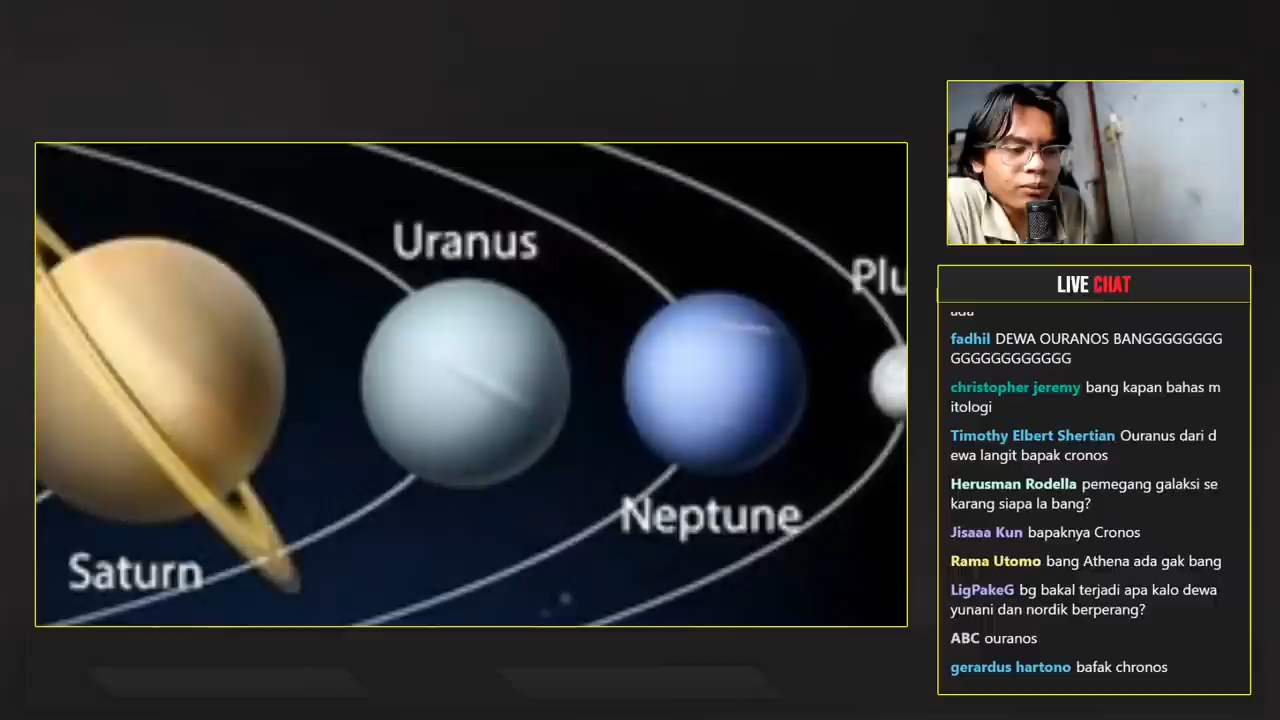 Uranus
Plu
Neptune
Saturn
LIVE CHAT
ada
fadhil DEWA OURANOS BANGGGGGGGG
GGGGGGGGGGGG
christopher jeremy bang kapan bahas m
itologi
Timothy Elbert Shertian Ouranus dari d
ewa langit bapak cronos
Herusman Rodella pemegang galaksi se
karang siapa la bang?
Jisaaa Kun bapaknya Cronos
Rama Utomo bang Athena ada gak bang
LigPakeG bg bakal terjadi apa kalo dewa
yunani dan nordik berperang?
ABC ouranos
gerardus hartono bafak chronos